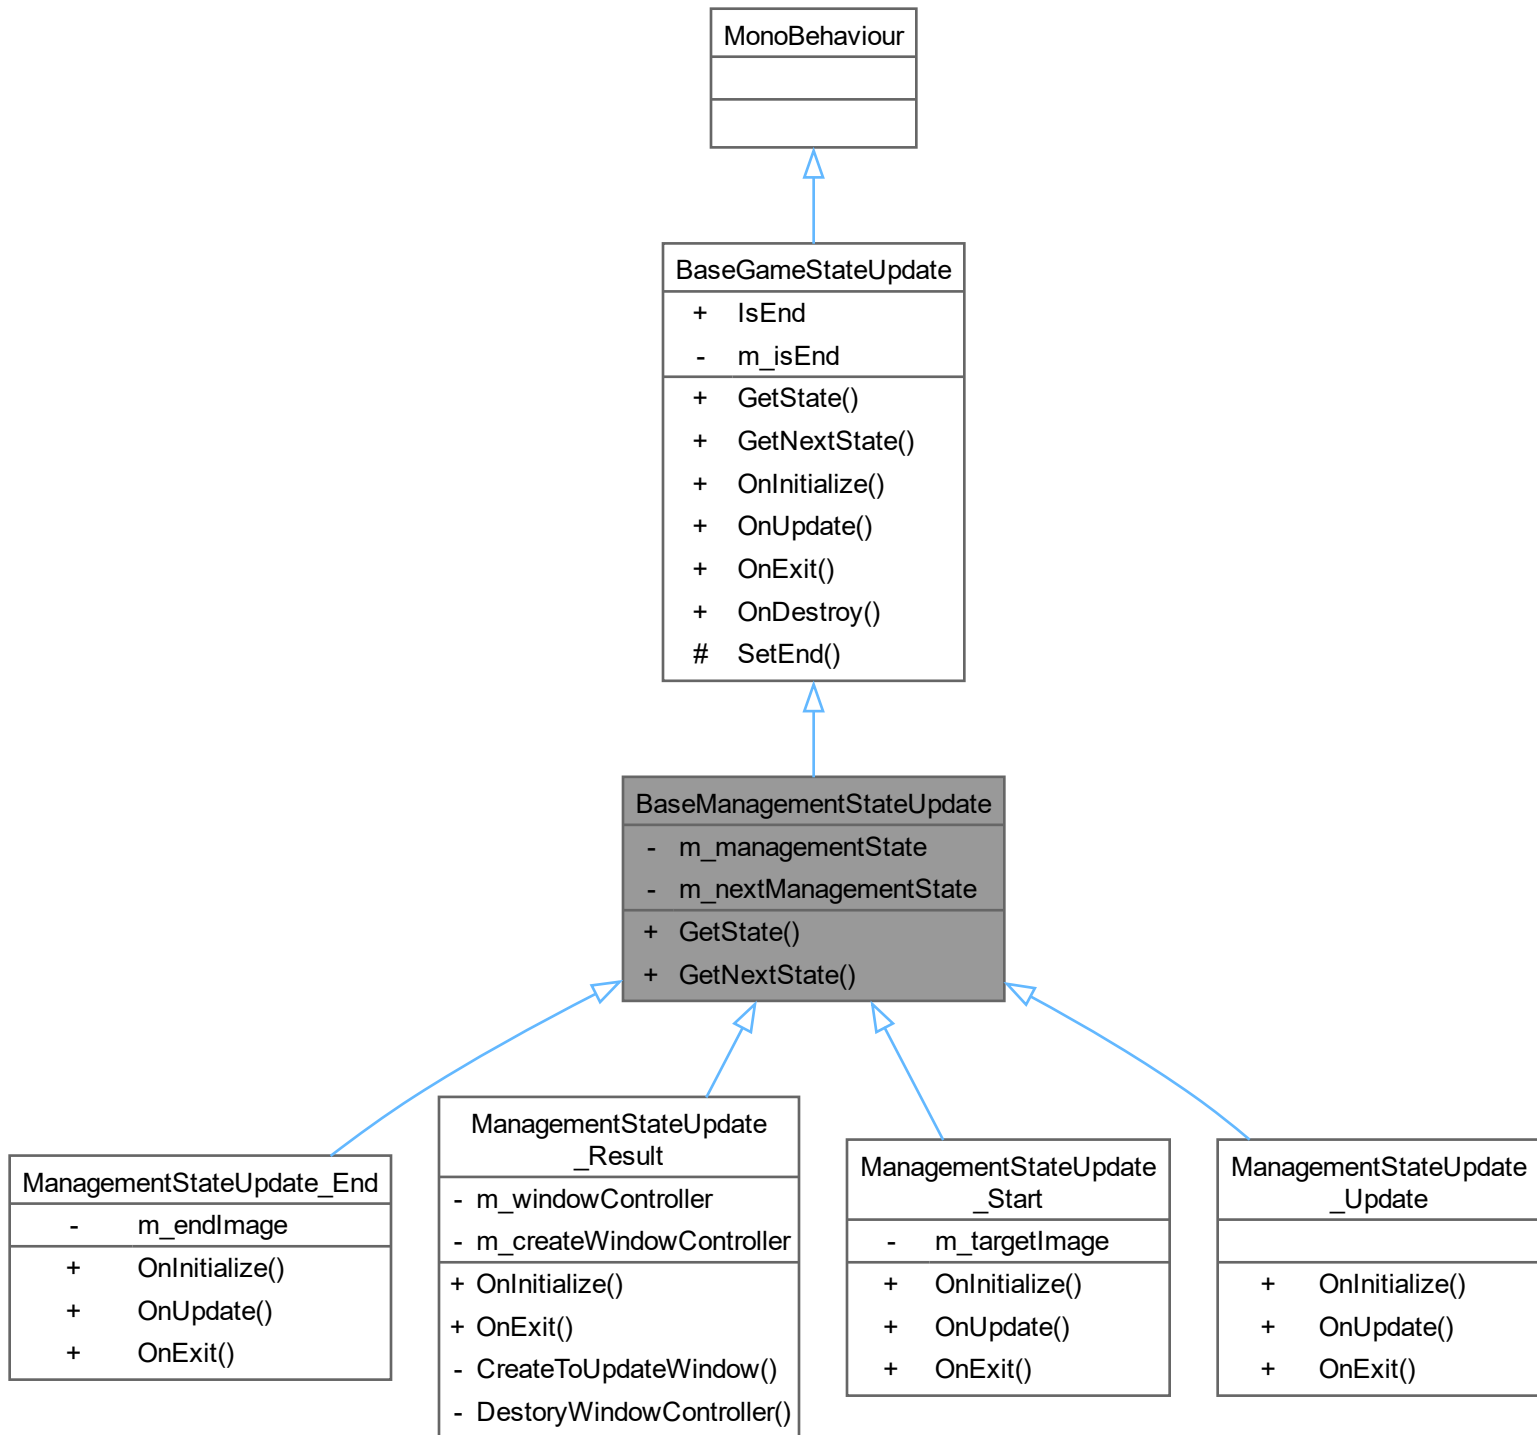 MonoBehaviour
BaseGameStateUpdate
+ IsEnd
- m_isEnd
+ GetState()
+ GetNextState()
+ OnInitialize()
+ OnUpdate()
+ OnExit()
+ OnDestroy()
# SetEnd()
BaseManagementStateUpdate
- m_managementState
- m_nextManagementState
+ GetState()
+ GetNextState()
ManagementStateUpdate_End
- m_endImage
+ OnInitialize()
+ OnUpdate()
+ OnExit()
ManagementStateUpdate
_Result
- m_windowController
- m_createWindowController
+ OnInitialize()
+ OnExit()
- CreateToUpdateWindow()
- DestoryWindowController()
ManagementStateUpdate
_Start
- m_targetImage
+ OnInitialize()
+ OnUpdate()
+ OnExit()
ManagementStateUpdate
_Update
+ OnInitialize()
+ OnUpdate()
+ OnExit()